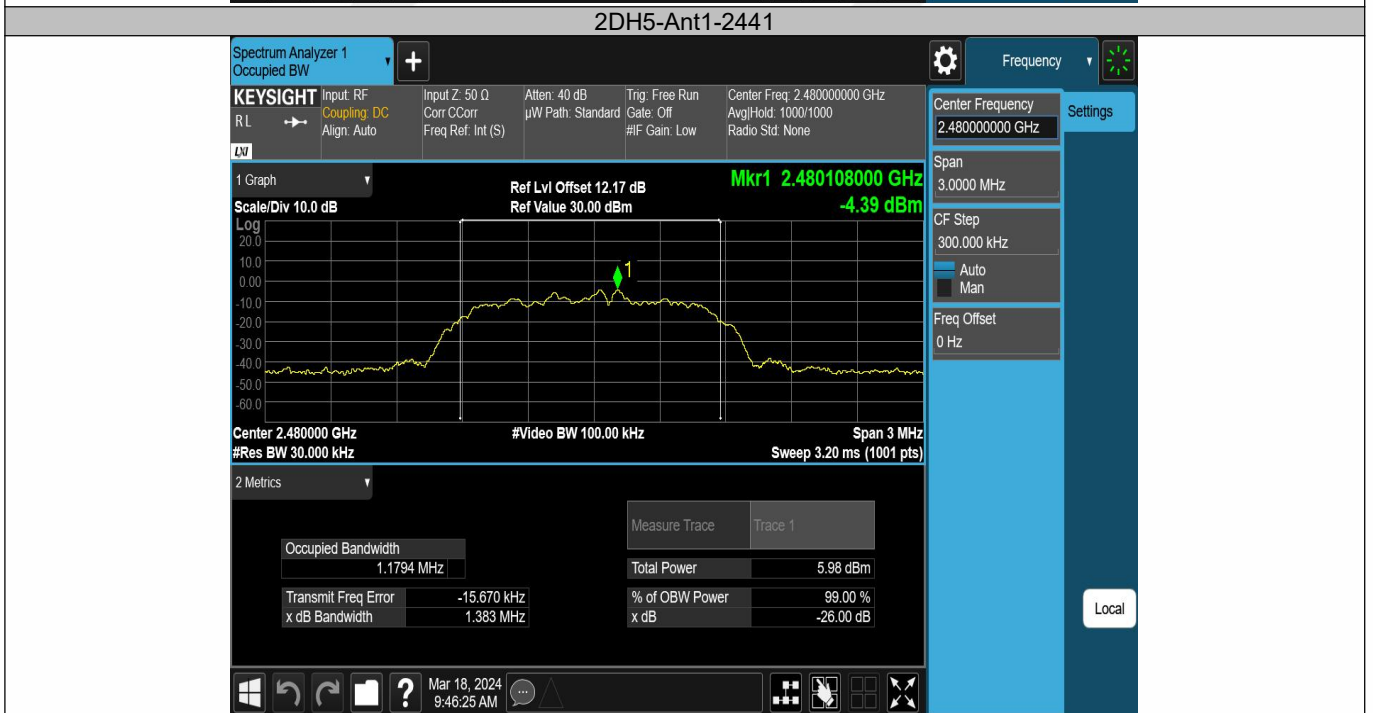 2DH5-Ant1-2441
Spectrum Analyzer 1
Occupied BW
+
Frequency
KEYSIGHT
RL
LXI
Input: RF
Coupling: DC
Align: Auto
Input Z: 50 Ω
Corr CCorr
Freq Ref: Int (S)
Atten: 40 dB
µW Path: Standard
Trig: Free Run
Gate: Off
#IF Gain: Low
Center Freq: 2.480000000 GHz
Avg|Hold: 1000/1000
Radio Std: None
Center Frequency
2.480000000 GHz
Settings
Span
3.0000 MHz
CF Step
300.000 kHz
Auto
Man
Freq Offset
0 Hz
Local
1 Graph
Scale/Div 10.0 dB
Ref Lvl Offset 12.17 dB
Ref Value 30.00 dBm
Mkr1 2.480108000 GHz
-4.39 dBm
Log
20.0
10.0
0.00
-10.0
-20.0
-30.0
-40.0
-50.0
-60.0
1
Center 2.480000 GHz
#Video BW 100.00 kHz
Span 3 MHz
#Res BW 30.000 kHz
Sweep 3.20 ms (1001 pts)
2 Metrics
Measure Trace Trace 1
Occupied Bandwidth
1.1794 MHz
Total Power 5.98 dBm
Transmit Freq Error -15.670 kHz
% of OBW Power 99.00 %
x dB Bandwidth 1.383 MHz
x dB -26.00 dB
?
Mar 18, 2024
9:46:25 AM